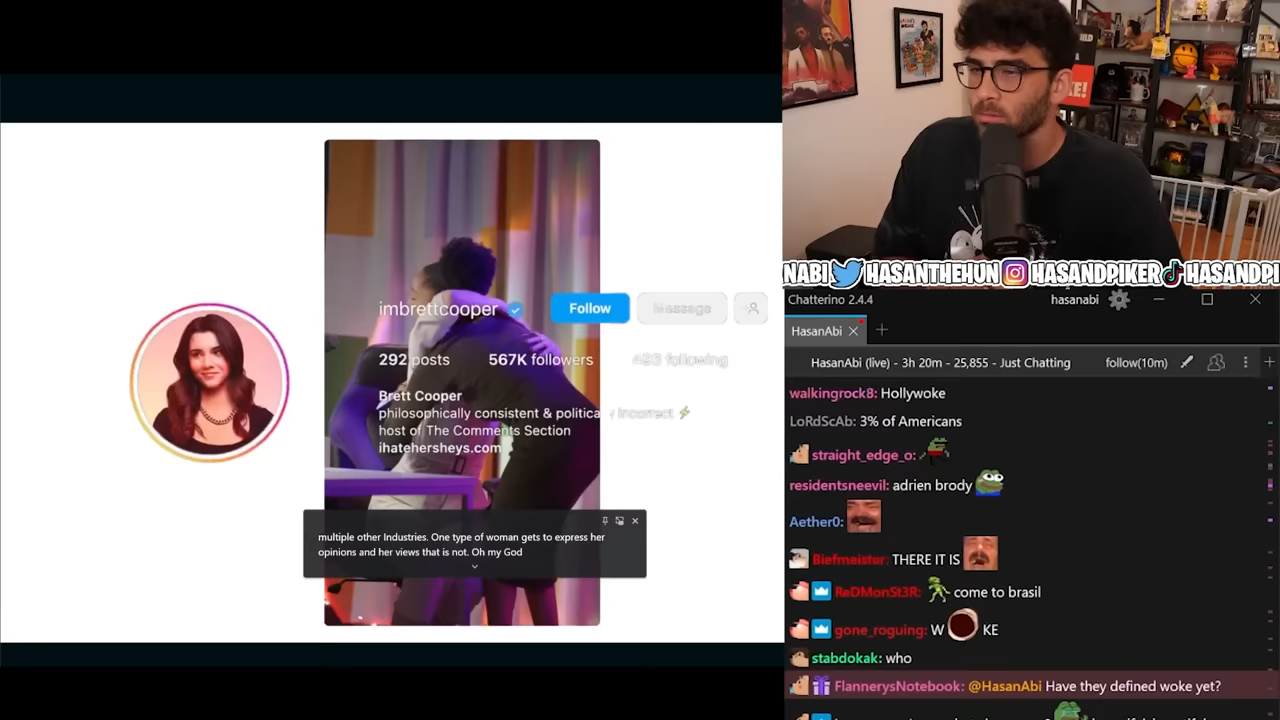 imbrettcooper
Follow
Message
292 posts
567K followers
493 following
Brett Cooper
philosophically consistent & politica y incorrect
host of The Comments Section
ihatehersheys.com
multiple other Industries. One type of woman gets to express her
opinions and her views that is not. Oh my God
NABI HASANTHEHUN HASANDPIKER HASANDPI
Chatterino 2.4.4
hasanabi
HasanAbi
HasanAbi (live) - 3h 20m - 25,855 - Just Chatting
follow(10m)
walkingrock8: Hollywoke
LoRdScAb: 3% of Americans
straight_edge_o:
residentsneevil: adrien brody
Aether0:
Biefmeister: THERE IT IS
ReDMonSt3R: come to brasil
gone_roguing: W KE
stabdokak: who
FlannerysNotebook: @HasanAbi Have they defined woke yet?